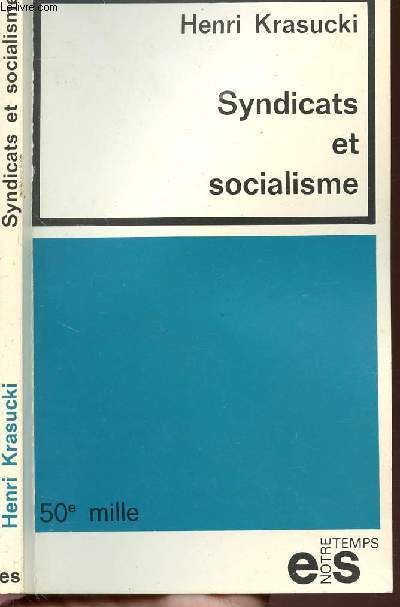 Henri Krasucki
Syndicats
et
socialisme
50e mille
es
NOTRE
TEMPS
Syndicats et socialisme
Henri Krasucki
es